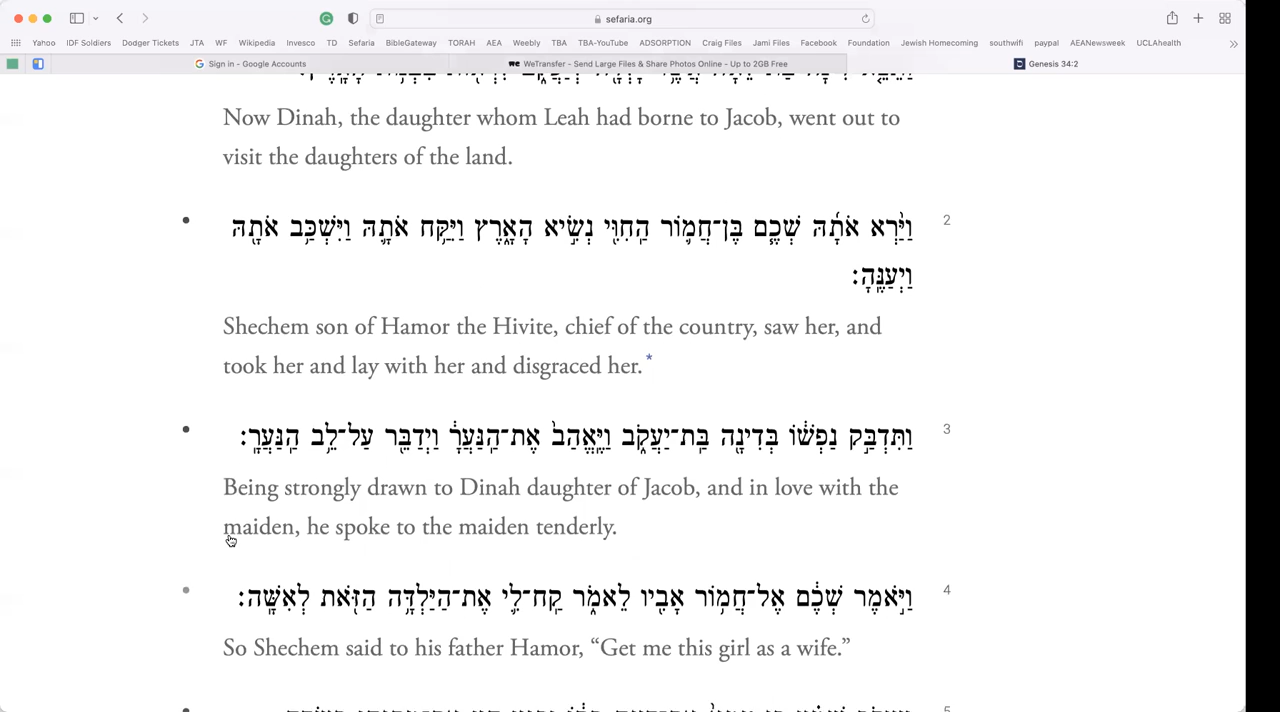 sefaria.org
Yahoo IDF Soldiers Dodger Tickets JTA WF Wikipedia Invesco TD Sefaria BibleGateway TORAH AEA Weebly TBA TBA-YouTube ADSORPTION Craig Files Jami Files Facebook Foundation Jewish Homecoming southwifi paypal AEANewsweek UCLAhealth
Sign in - Google Accounts WeTransfer - Send Large Files & Share Photos Online - Up to 2GB Free Genesis 34:2
Now Dinah, the daughter whom Leah had borne to Jacob, went out to
visit the daughters of the land.
2
וַיַּ֨רְא אֹתָ֜הּ שְׁכֶ֧ם בֶּן־חֲמ֛וֹר הַֽחִוִּ֖י נְשִׂ֣יא הָאָ֑רֶץ וַיִּקַּ֥ח אֹתָ֛הּ וַיִּשְׁכַּ֥ב אֹתָ֖הּ
וַיְעַנֶּֽהָ׃
Shechem son of Hamor the Hivite, chief of the country, saw her, and
took her and lay with her and disgraced her.*
3
וַתִּדְבַּ֣ק נַפְשׁ֔וֹ בְּדִינָ֖ה בַּֽת־יַעֲקֹ֑ב וַיֶּֽאֱהַב֙ אֶת־הַֽנַּעֲרָ֔ וַיְדַבֵּ֖ר עַל־לֵ֥ב הַֽנַּעֲרָֽ׃
Being strongly drawn to Dinah daughter of Jacob, and in love with the
maiden, he spoke to the maiden tenderly.
4
וַיֹּ֣אמֶר שְׁכֶ֔ם אֶל־חֲמ֥וֹר אָבִ֖יו לֵאמֹ֑ר קַֽח־לִ֛י אֶת־הַיַּלְדָּ֥ה הַזֹּ֖את לְאִשָּֽׁה׃
So Shechem said to his father Hamor, “Get me this girl as a wife.”
5